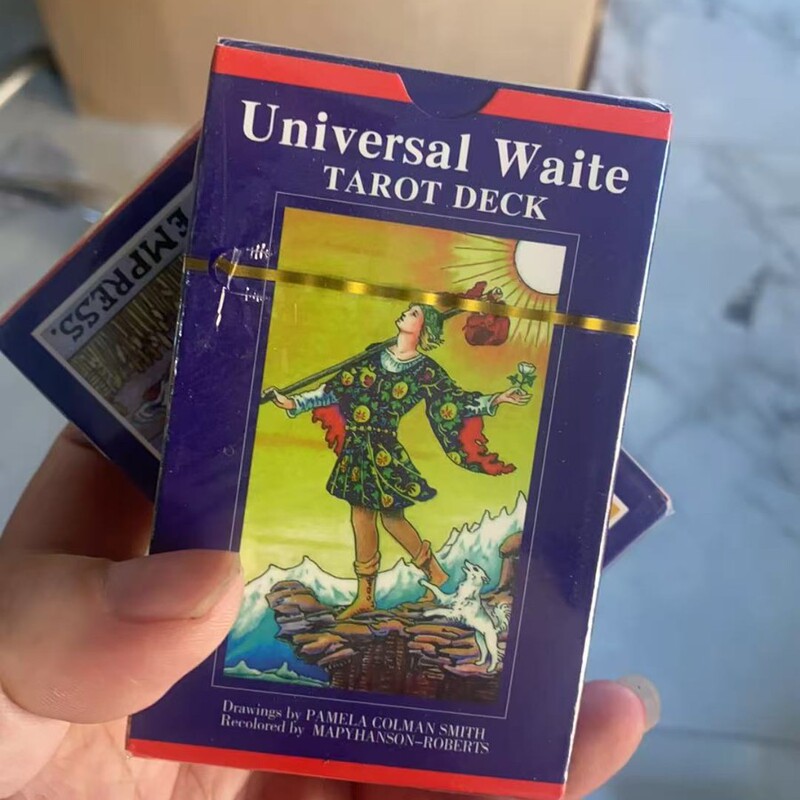 Universal Waite
TAROT DECK
EMPRESS.
Drawings by PAMELA COLMAN SMITH
Recolored by MAPYHANSON-ROBERTS